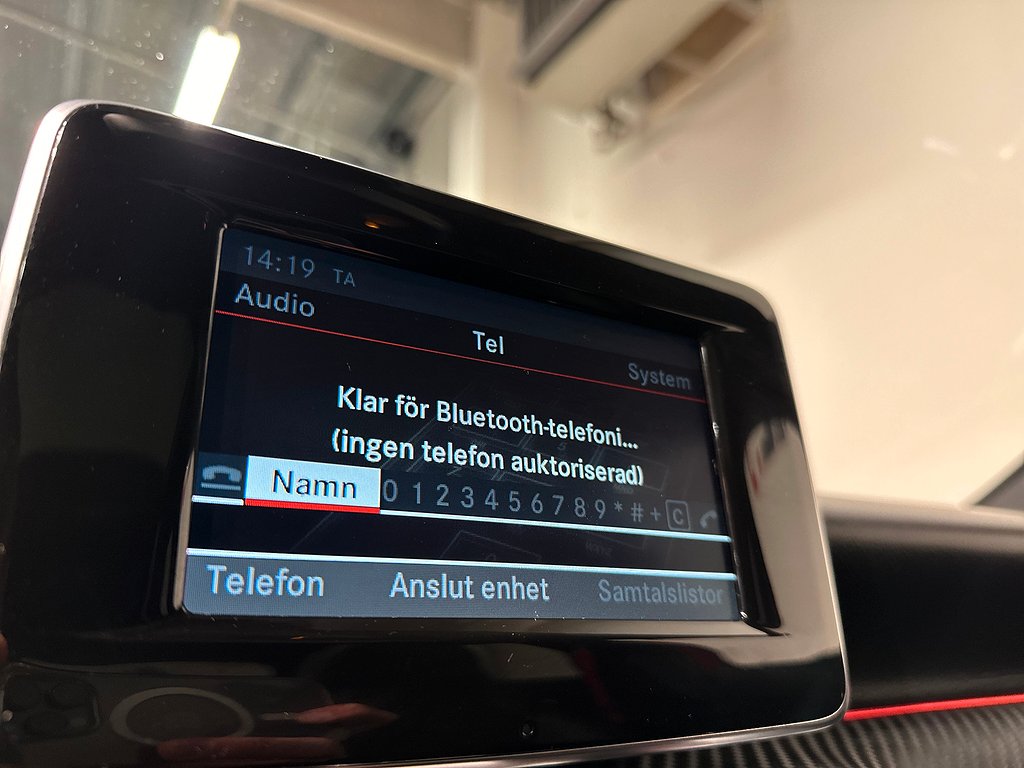 14:19 TA
Audio
Tel
System
Klar för Bluetooth-telefoni...
(ingen telefon auktoriserad)
Namn 0 1 2 3 4 5 6 7 8 9 * # + C
Telefon Anslut enhet Samtalslistor